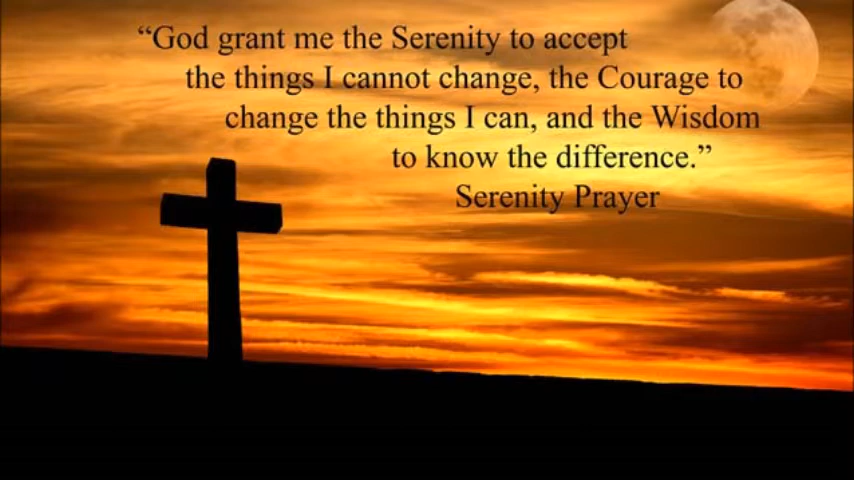 “God grant me the Serenity to accept
the things I cannot change, the Courage to
change the things I can, and the Wisdom
to know the difference.”
Serenity Prayer